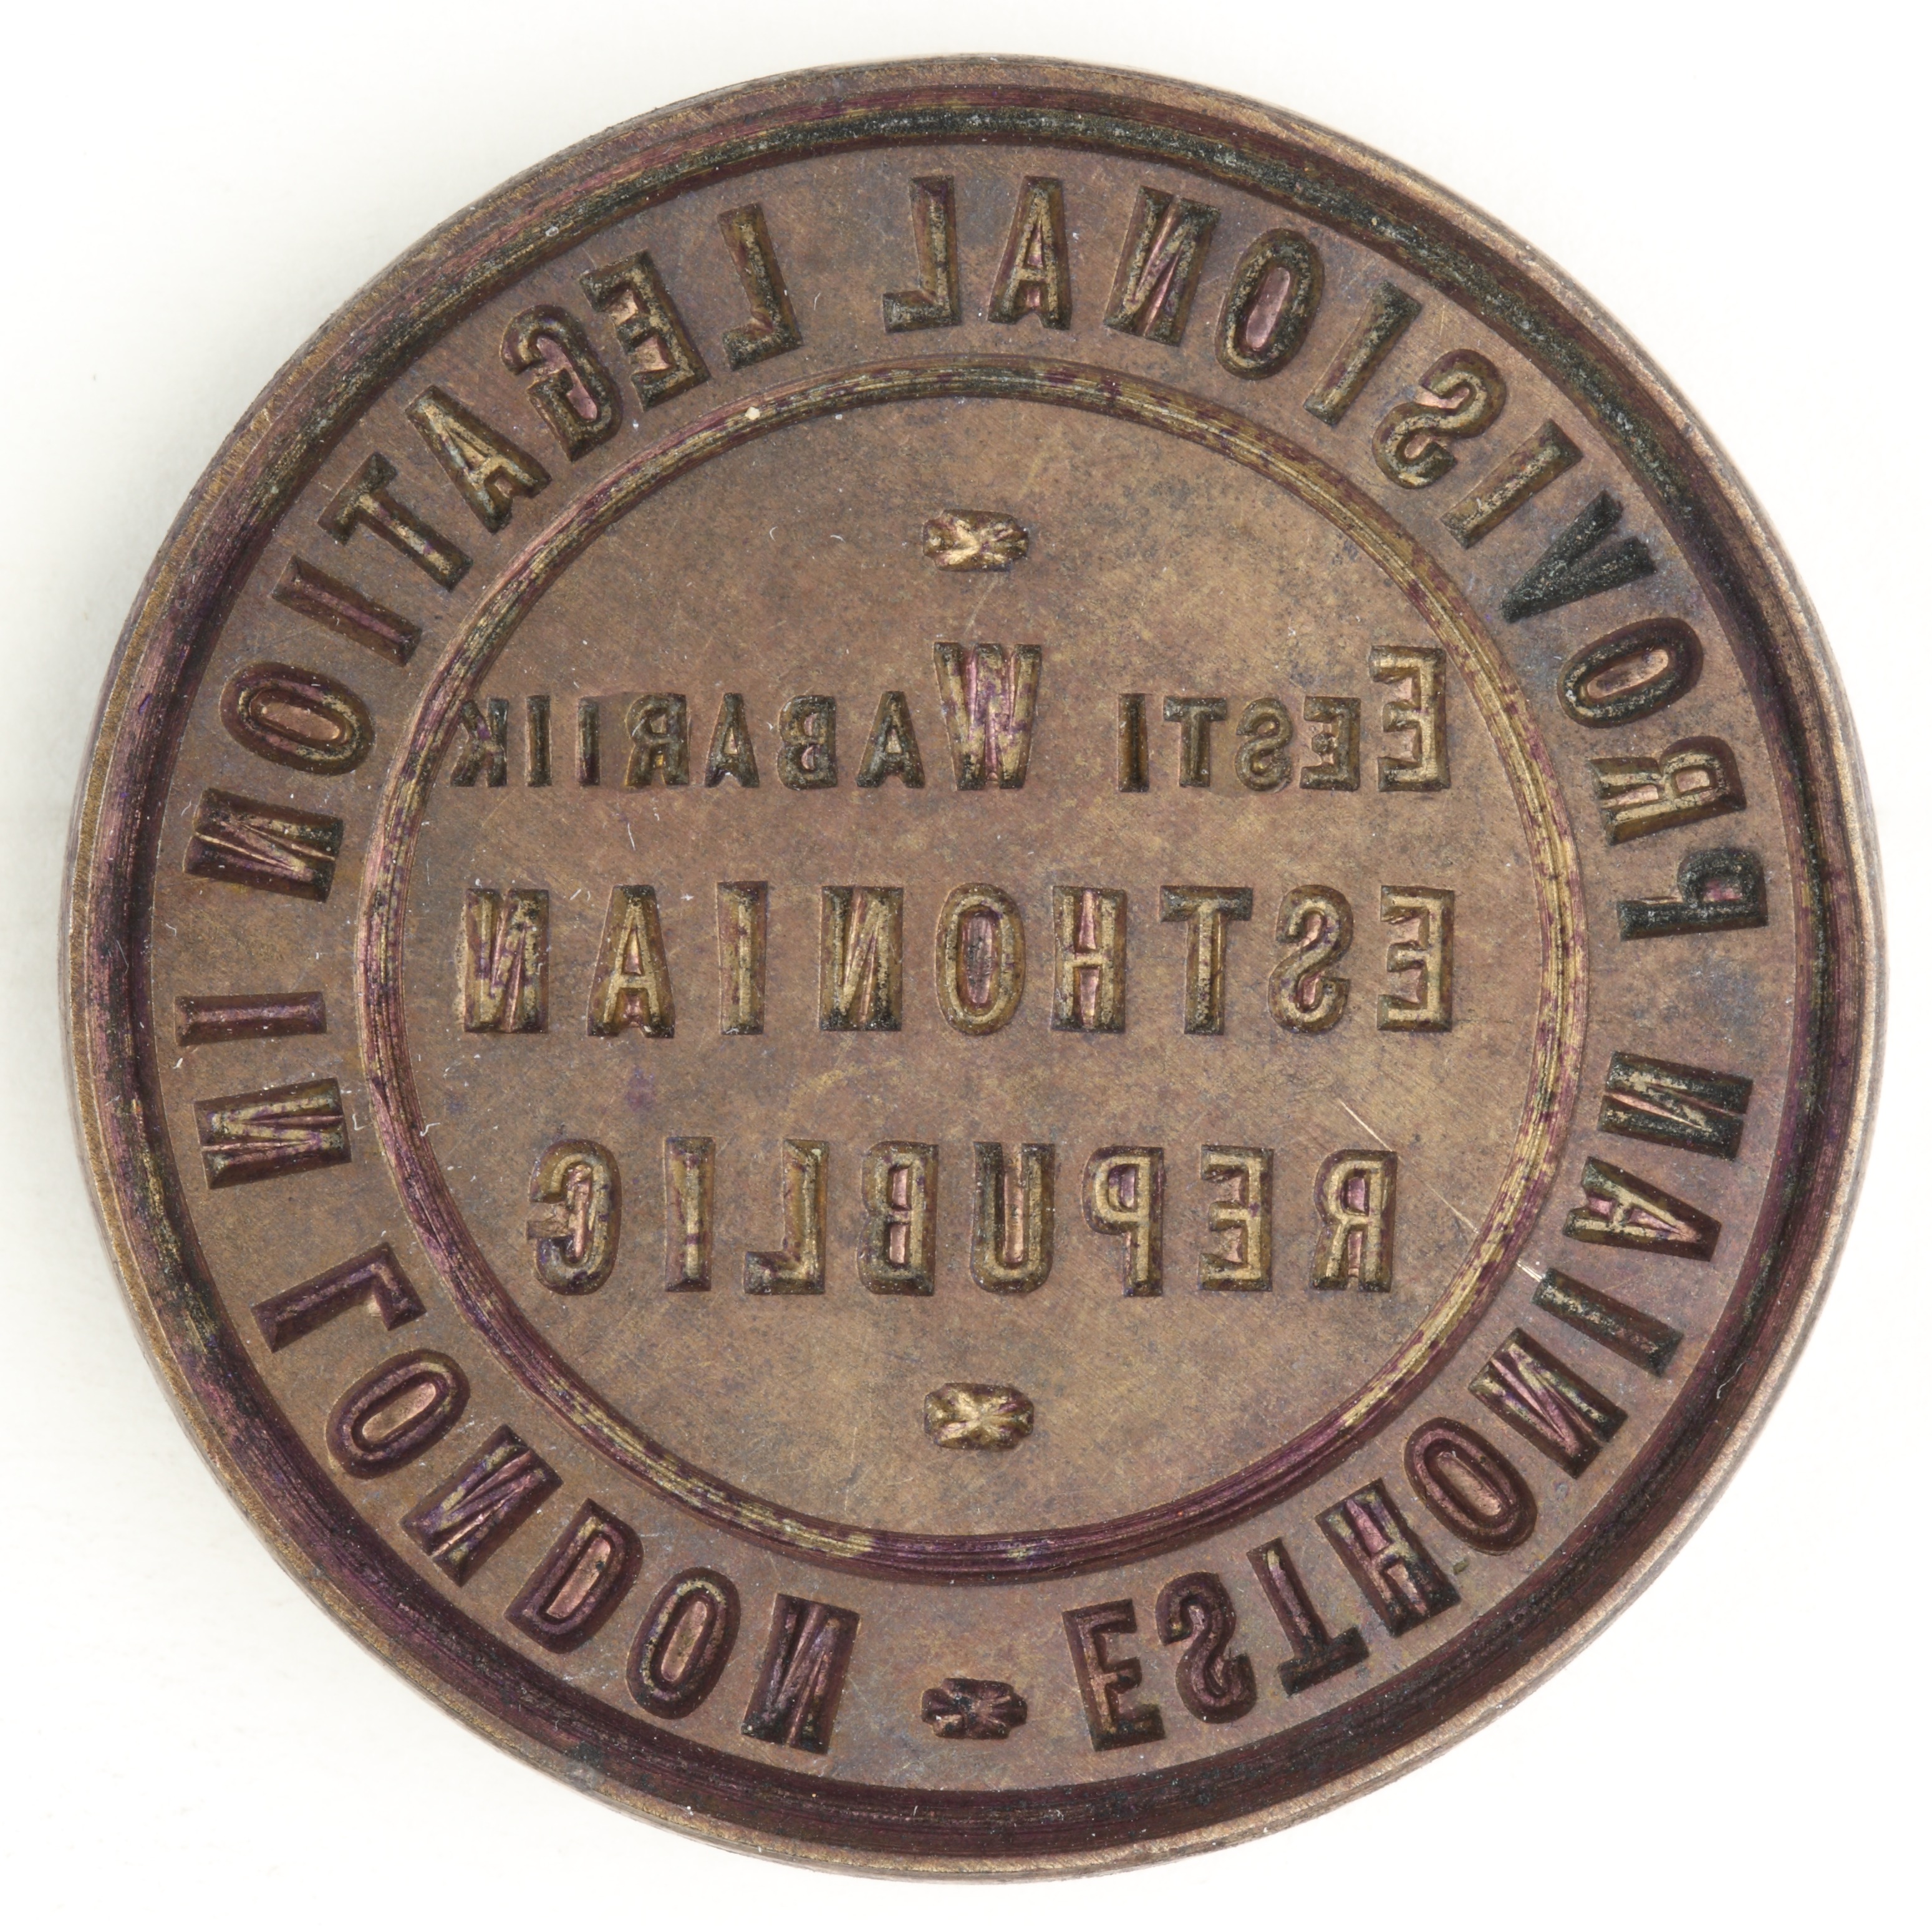 ESTHONIAN PROVISIONAL LEGATION IN LONDON
EESTI WABARIIK
ESTHONIAN
REPUBLIC